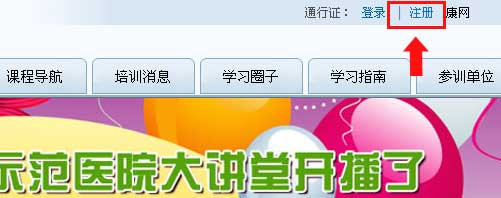 通行证： 登录 | 注册 康网
课程导航 培训消息 学习圈子 学习指南 参训单位
示范医院大讲堂开播了